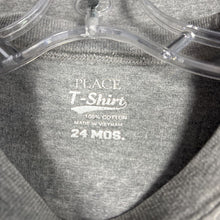 PLACE
T-Shirt
100% COTTON
MADE IN VIETNAM
24 MOS.